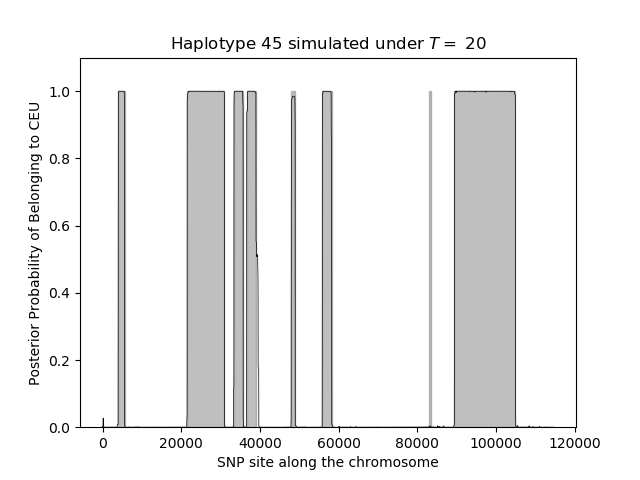 Haplotype 45 simulated under T = 20
Posterior Probability of Belonging to CEU
1.0
0.8
0.6
0.4
0.2
0.0
0 20000 40000 60000 80000 100000 120000
SNP site along the chromosome